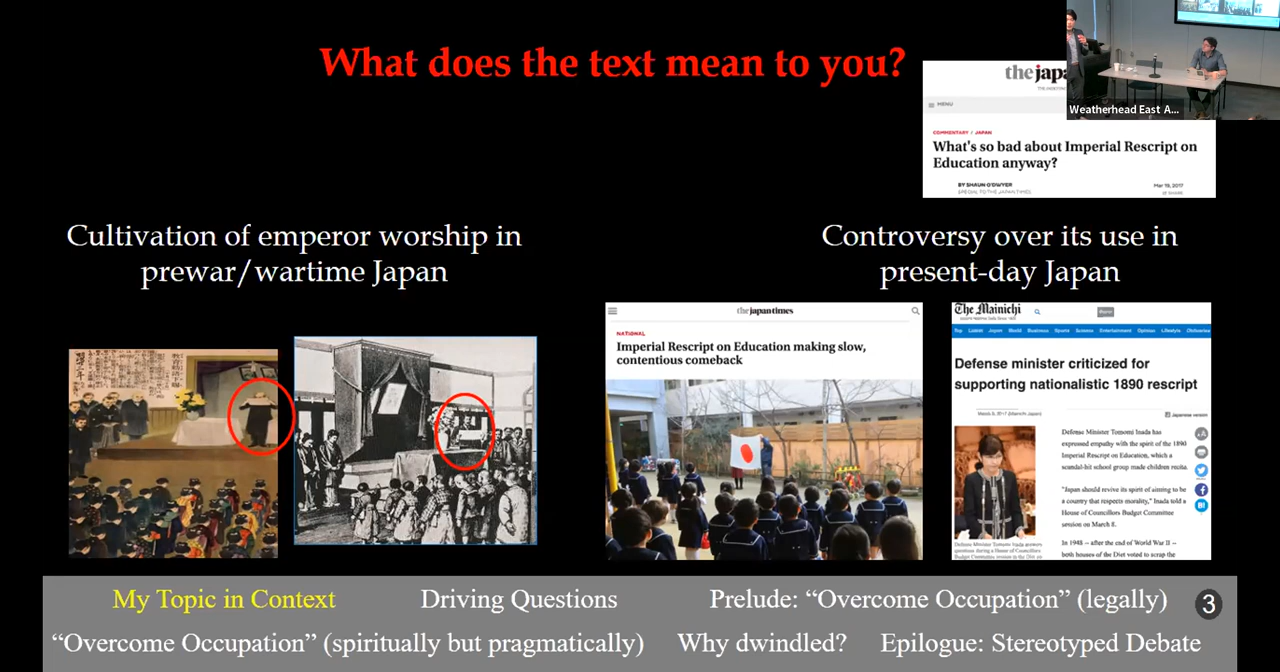 What does the text mean to you?
the japa
MENU
Weatherhead East A...
COMMENTARY / JAPAN
What's so bad about Imperial Rescript on
Education anyway?
BY SHAUN O'DWYER
SPECIAL TO THE JAPAN TIMES
Mar 19, 2017
SHARE
Cultivation of emperor worship in
prewar/wartime Japan
Controversy over its use in
present-day Japan
the japan times
NATIONAL
Imperial Rescript on Education making slow,
contentious comeback
The Mainichi
Top Latest Japan World Business Sports Science Entertainment Opinion Lifestyle Obituaries
Defense minister criticized for
supporting nationalistic 1890 rescript
March 9, 2017 (Mainichi Japan)
Japanese version
Defense Minister Tomomi Inada has
expressed empathy with the spirit of the 1890
Imperial Rescript on Education, which a
scandal-hit school group made children recite.
"Japan should revive its spirit of aiming to be
a country that respects morality," Inada told a
House of Councillors Budget Committee
session on March 8.
In 1948 -- after the end of World War II --
both houses of the Diet voted to scrap the
Defense Minister Tomomi Inada answers
questions during a House of Councillors
Budget Committee session in the Diet on
My Topic in Context
Driving Questions
Prelude: “Overcome Occupation” (legally)
3
“Overcome Occupation” (spiritually but pragmatically)
Why dwindled?
Epilogue: Stereotyped Debate